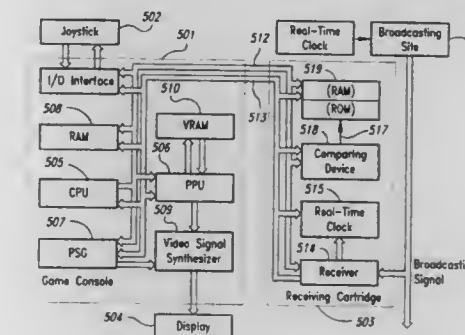 Joystick
502
501
512
Real-Time
Clock
Broadcasting
Site
I/O Interface
510
513
519
(RAM)
(ROM)
508
RAM
VRAM
518
517
506
505
Comparing
Device
CPU
PPU
515
507
509
Real-Time
Clock
PSG
Video Signal
Synthesizer
514
Receiver
Broadcasting
Signal
Game Console
Receiving Cartridge
504
503
Display